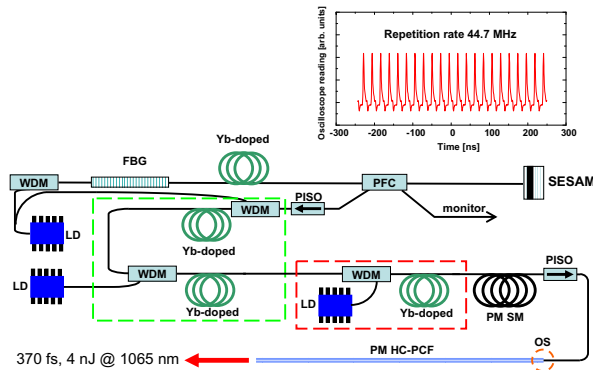 Repetition rate 44.7 MHz
Oscilloscope reading [arb. units]
-300 -200 -100 0 100 200 300
Time [ns]
Yb-doped
FBG
WDM
PFC
SESAM
PISO
WDM
monitor
LD
Yb-doped
PISO
WDM
WDM
LD
LD
Yb-doped
Yb-doped
PM SM
OS
PM HC-PCF
370 fs, 4 nJ @ 1065 nm